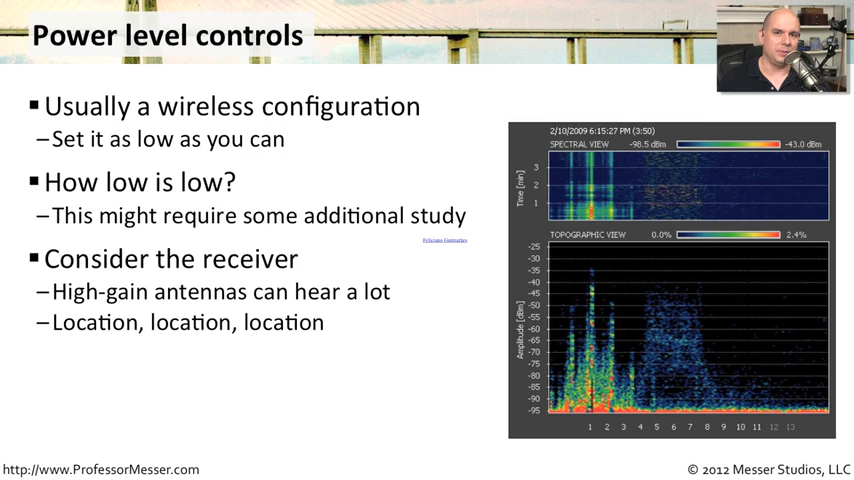 Power level controls
▪ Usually a wireless configuration
– Set it as low as you can
▪ How low is low?
– This might require some additional study
Feliciano Guimarães
▪ Consider the receiver
– High-gain antennas can hear a lot
– Location, location, location
2/10/2009 6:15:27 PM (3:50)
SPECTRAL VIEW -98.5 dBm -43.0 dBm
Time [min]
3
2
1
TOPOGRAPHIC VIEW 0.0% 2.4%
Amplitude [dBm]
-25
-30
-35
-40
-45
-50
-55
-60
-65
-70
-75
-80
-85
-90
-95
1 2 3 4 5 6 7 8 9 10 11 12 13
http://www.ProfessorMesser.com
© 2012 Messer Studios, LLC